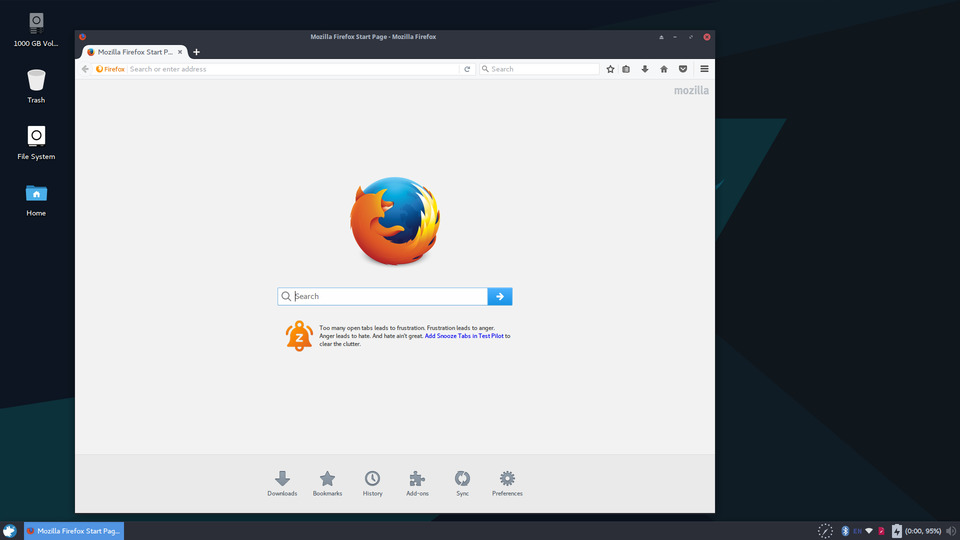 1000 GB Vol...
Trash
File System
Home
Mozilla Firefox Start Page - Mozilla Firefox
Mozilla Firefox Start P...
Firefox
Search or enter address
Search
mozilla
Search
z
Too many open tabs leads to frustration. Frustration leads to anger.
Anger leads to hate. And hate ain't great. Add Snooze Tabs in Test Pilot to
clear the clutter.
Downloads
Bookmarks
History
Add-ons
Sync
Preferences
Mozilla Firefox Start Pag...
EN
(0:00, 95%)